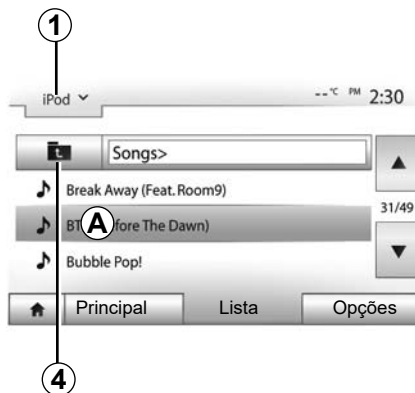 1
iPod --°C PM 2:30
Songs>
Break Away (Feat. Room9)
31/49
A
fore The Dawn)
Bubble Pop!
Principal Lista Opções
4